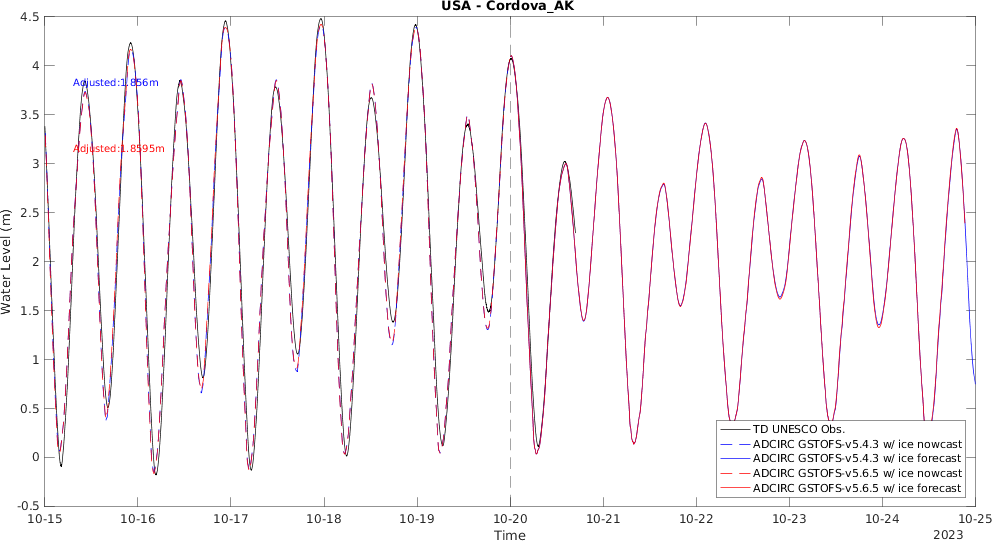 USA - Cordova_AK
4.5
4
3.5
3
2.5
2
1.5
1
0.5
0
-0.5
Water Level (m)
Adjusted:1.856m
Adjusted:1.8595m
TD UNESCO Obs.
ADCIRC GSTOFS-v5.4.3 w/ ice nowcast
ADCIRC GSTOFS-v5.4.3 w/ ice forecast
ADCIRC GSTOFS-v5.6.5 w/ ice nowcast
ADCIRC GSTOFS-v5.6.5 w/ ice forecast
10-15 10-16 10-17 10-18 10-19 10-20 10-21 10-22 10-23 10-24 10-25
Time
2023